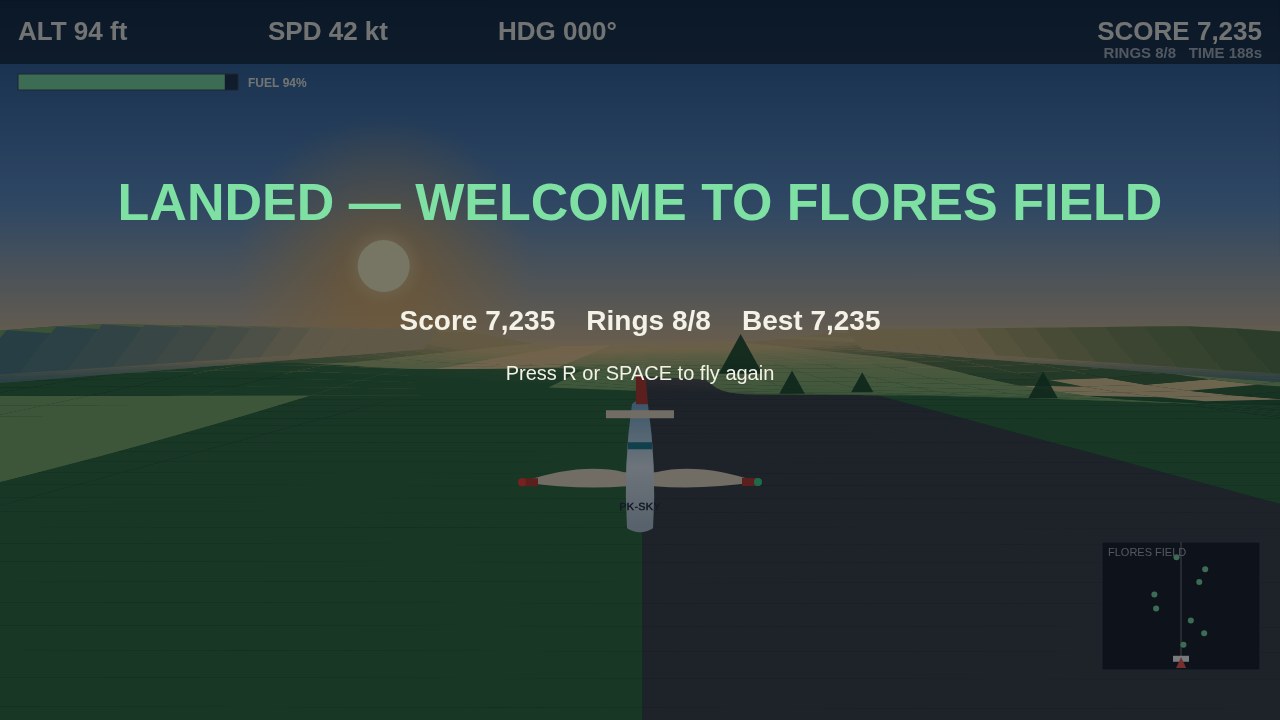 ALT 94 ft SPD 42 kt HDG 000° SCORE 7,235
RINGS 8/8 TIME 188s
FUEL 94%
LANDED — WELCOME TO FLORES FIELD
Score 7,235 Rings 8/8 Best 7,235
Press R or SPACE to fly again
PK-SKY
FLORES FIELD